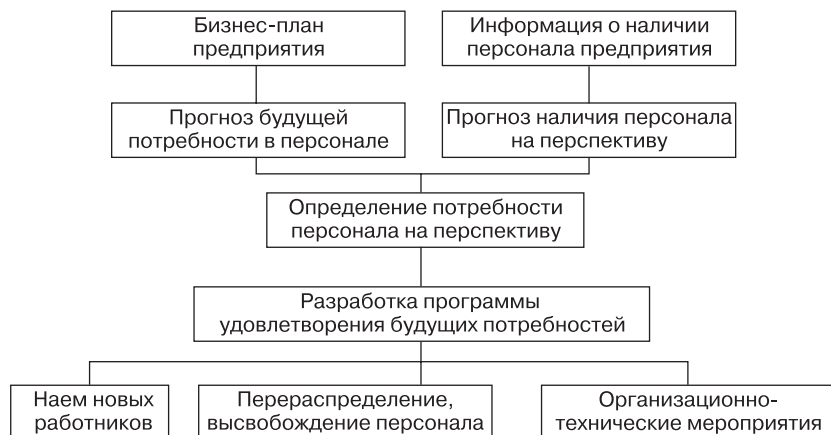 Бизнес-план
предприятия
Информация о наличии
персонала предприятия
Прогноз будущей
потребности в персонале
Прогноз наличия персонала
на перспективу
Определение потребности
персонала на перспективу
Разработка программы
удовлетворения будущих потребностей
Наем новых
работников
Перераспределение,
высвобождение персонала
Организационно-
технические мероприятия